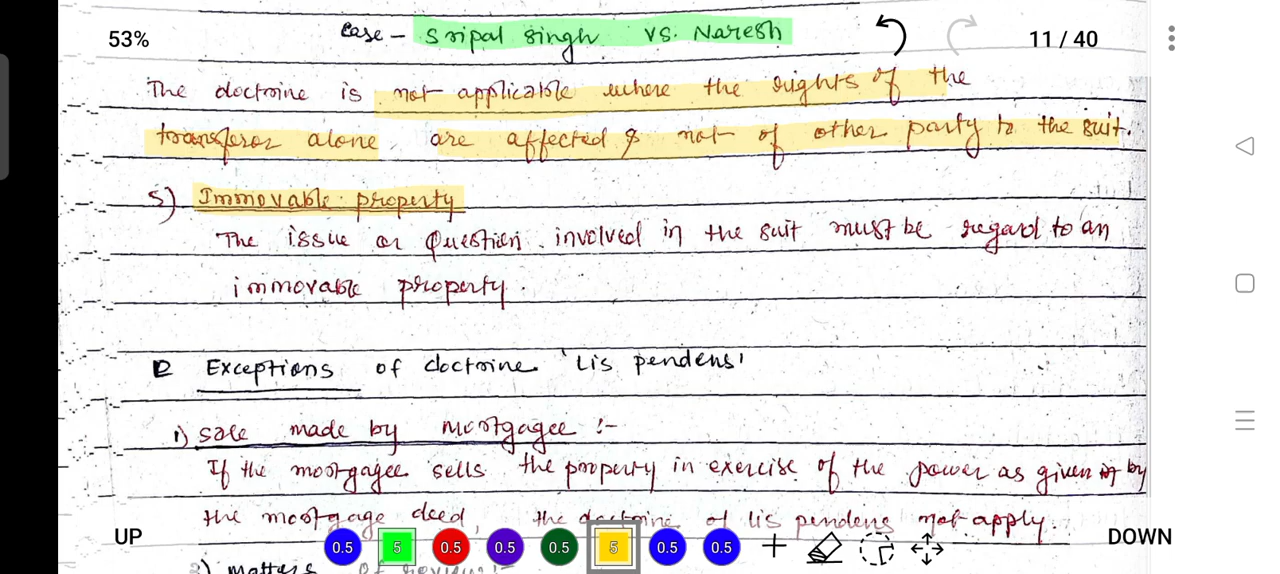 53%
Case - Sripal Singh vs. Naresh
11 / 40
The doctrine is not applicable where the rights of the
transferor alone are affected & not of other party to the suit.
5) Immovable property
The issue or question involved in the suit must be regard to an
immovable property.
Exceptions of doctrine 'Lis pendens'
1) sale made by mortgagee :-
If the mortgagee sells the property in exercise of the power as given by
the mortgage deed, the doctrine of lis pendens not apply.
UP
0.5 5 0.5 0.5 0.5 5 0.5 0.5
DOWN
2) matters of